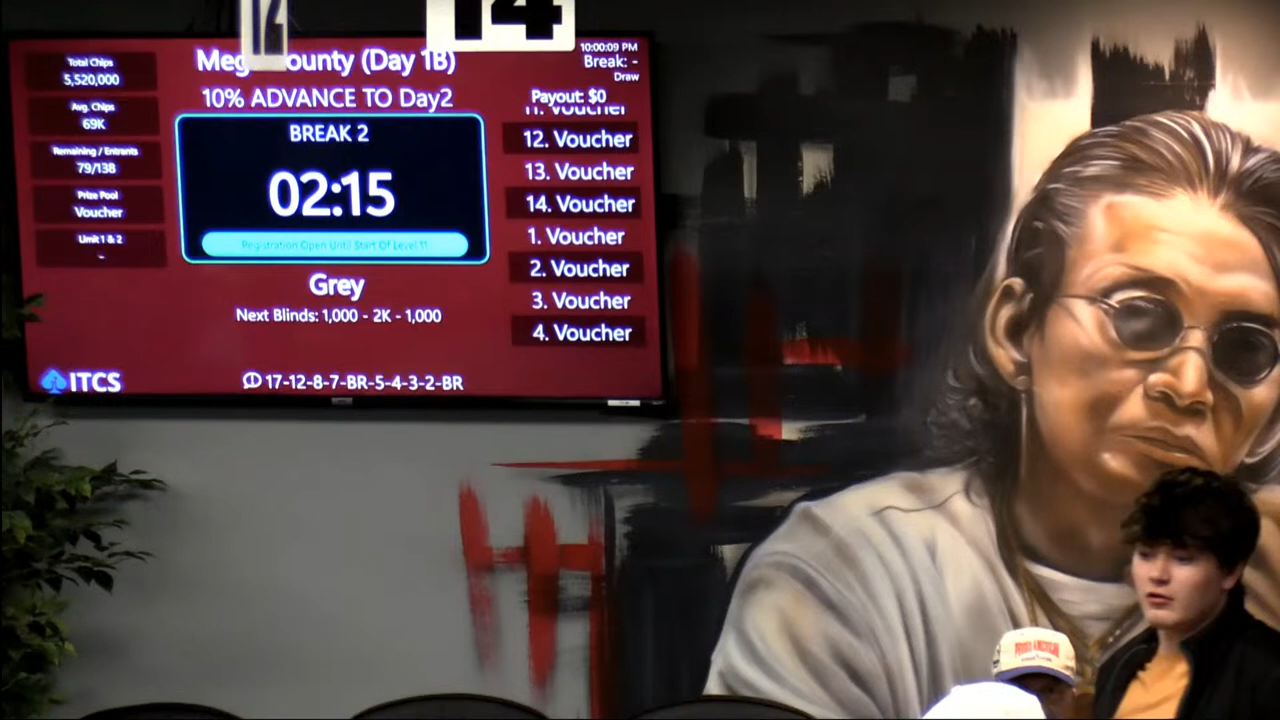 12
14
Total Chips
5,520,000
Avg. Chips
69K
Remaining / Entrants
79/138
Prize Pool
Voucher
Limit 1 & 2
-
ounty (Day 1B)
10% ADVANCE TO Day2
BREAK 2
02:15
Registration Open Until Start Of Level 11
Grey
Next Blinds: 1,000 - 2K - 1,000
ITCS
17-12-8-7-BR-5-4-3-2-BR
10:00:09 PM
Break: -
Draw
Payout: $0
11. Voucher
12. Voucher
13. Voucher
14. Voucher
1. Voucher
2. Voucher
3. Voucher
4. Voucher